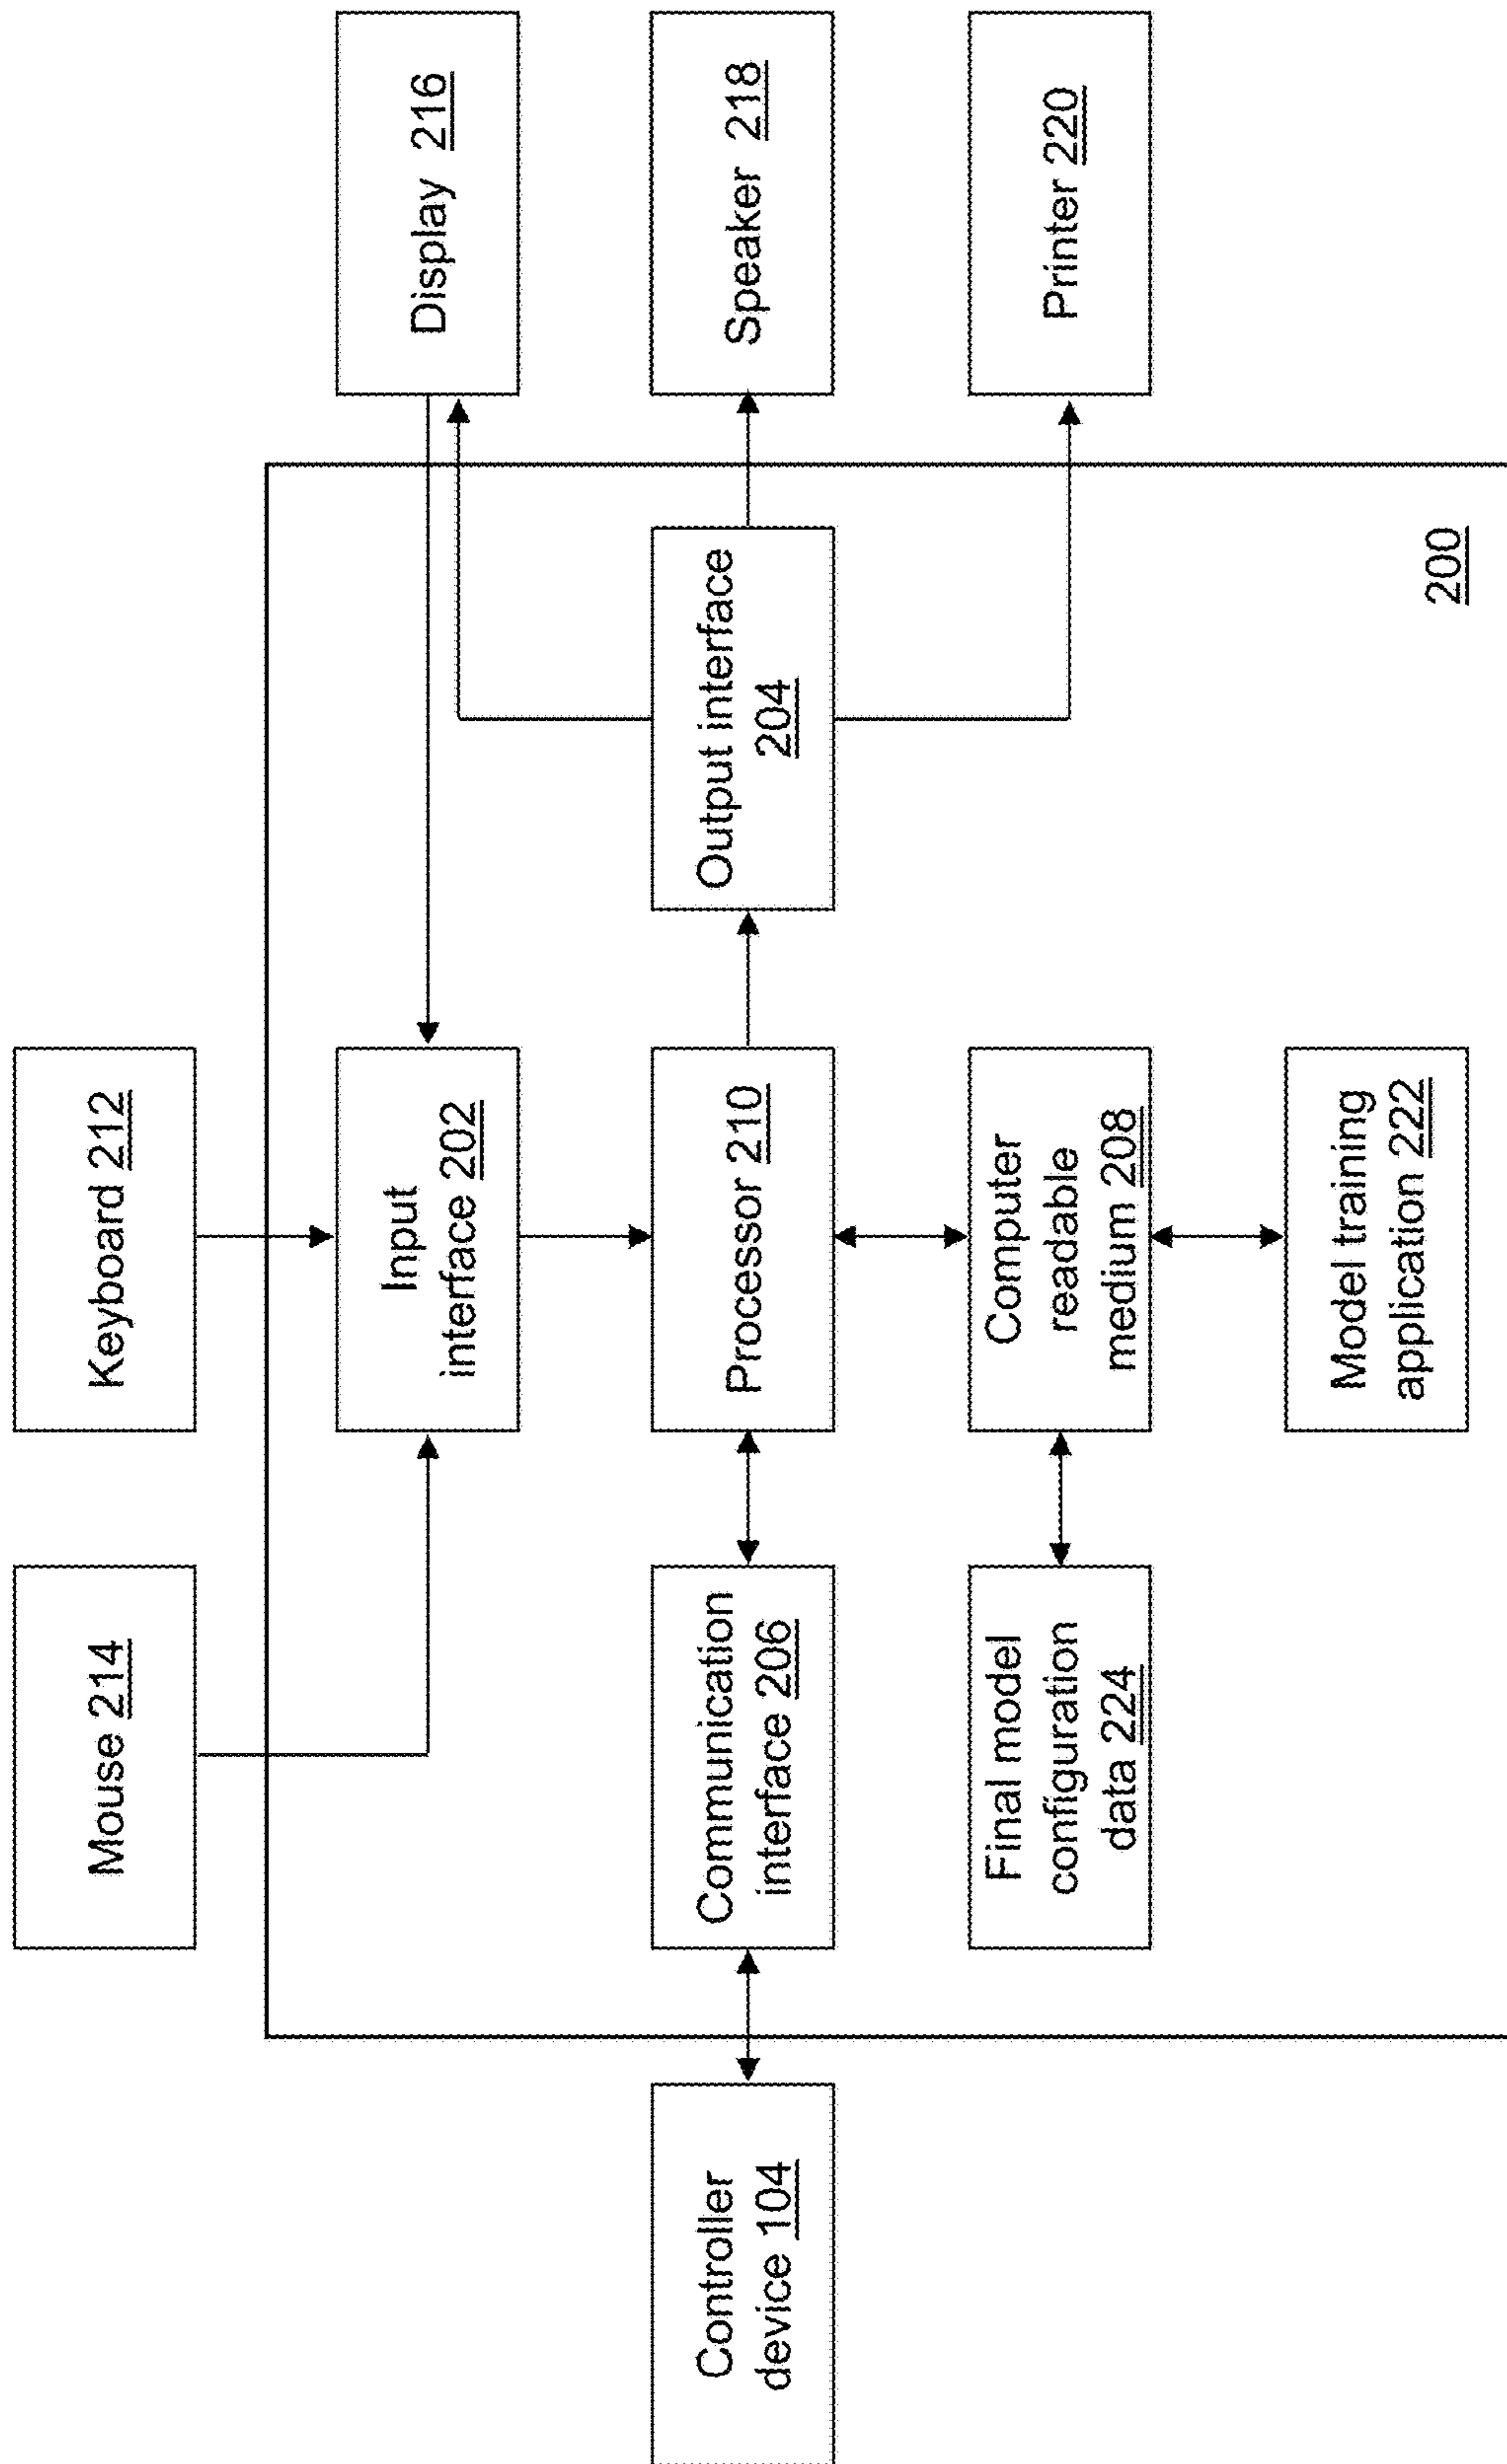 Mouse 214
Keyboard 212
Input
interface 202
Display 216
Controller
device 104
Communication
interface 206
Processor 210
Output interface
204
Speaker 218
Final model
configuration
data 224
Computer
readable
medium 208
Printer 220
Model training
application 222
200